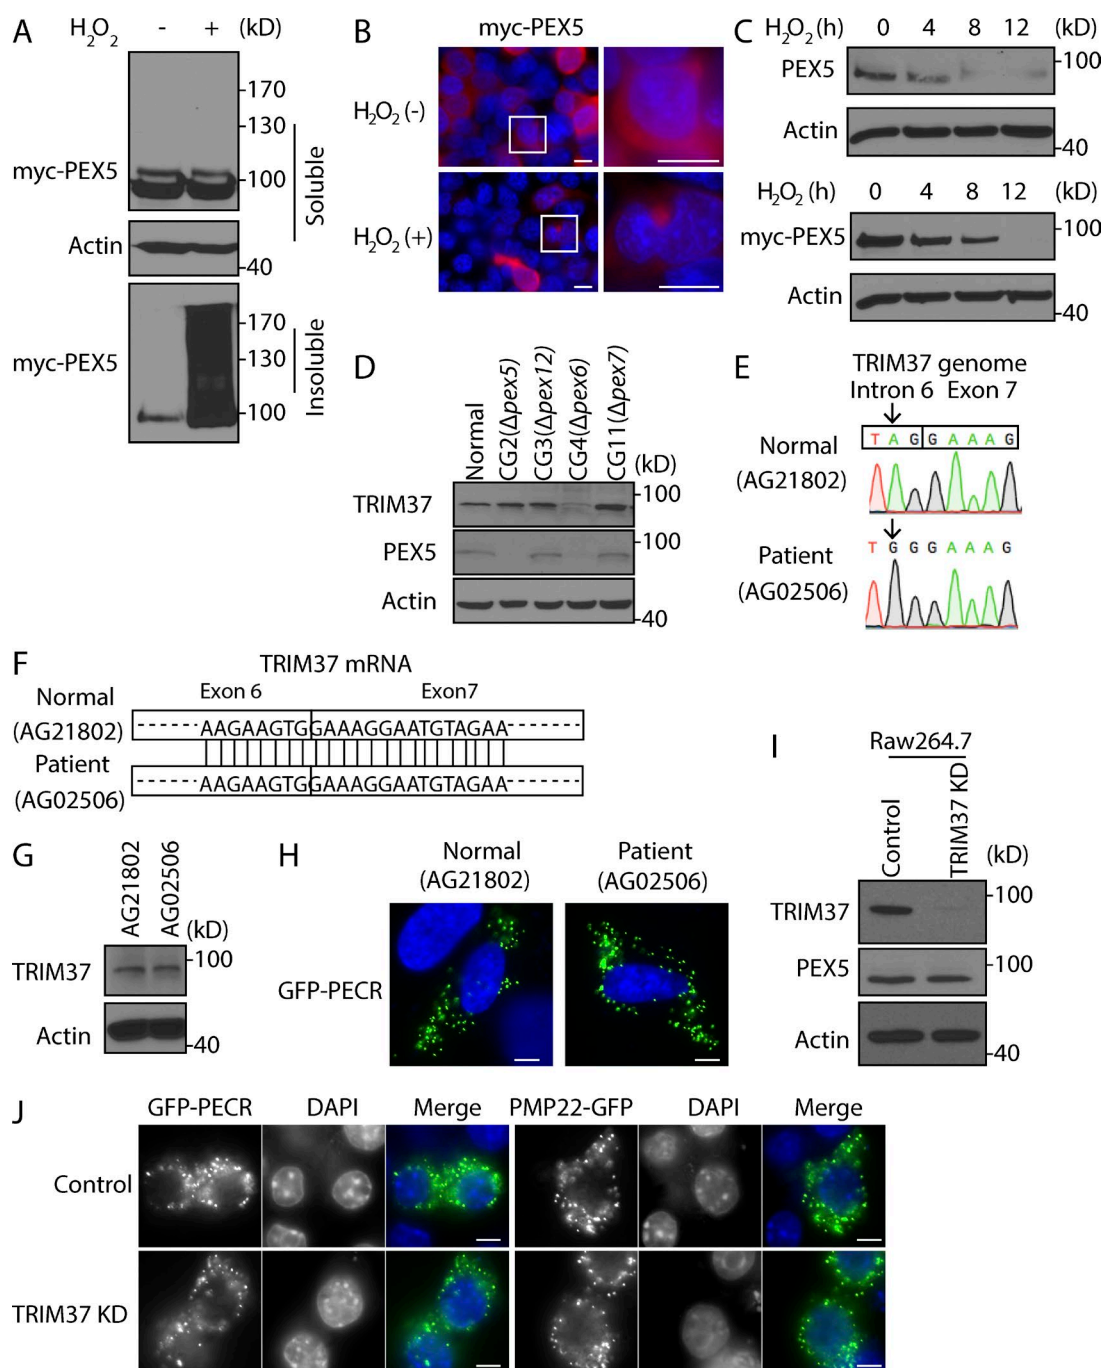 A
H₂O₂ - + (kD)
170
130
myc-PEX5
100
Soluble
Actin
40
170
myc-PEX5
130
100
Insoluble
B
myc-PEX5
H₂O₂ (-)
H₂O₂ (+)
C
H₂O₂ (h) 0 4 8 12
PEX5
100
Actin
40
H₂O₂ (h) 0 4 8 12 (kD)
myc-PEX5
100
Actin
40
D
Normal
CG2(Δpex5)
CG3(Δpex12)
CG4(Δpex6)
CG11(Δpex7)
(kD)
TRIM37
100
PEX5
100
Actin
40
E
TRIM37 genome
Intron 6 Exon 7
Normal
(AG21802)
T A G G A A A G
Patient
(AG02506)
T G G G A A A G
F
TRIM37 mRNA
Exon 6 Exon7
Normal
(AG21802)
AAGAAGTGGAAAGGAATGTAGAA
Patient
(AG02506)
AAGAAGTGGAAAGGAATGTAGAA
G
AG21802
AG02506
(kD)
TRIM37
100
Actin
40
H
Normal
(AG21802)
Patient
(AG02506)
GFP-PECR
I
Raw264.7
Control
TRIM37 KD
(kD)
TRIM37
100
PEX5
100
Actin
40
J
GFP-PECR DAPI Merge PMP22-GFP DAPI Merge
Control
TRIM37 KD